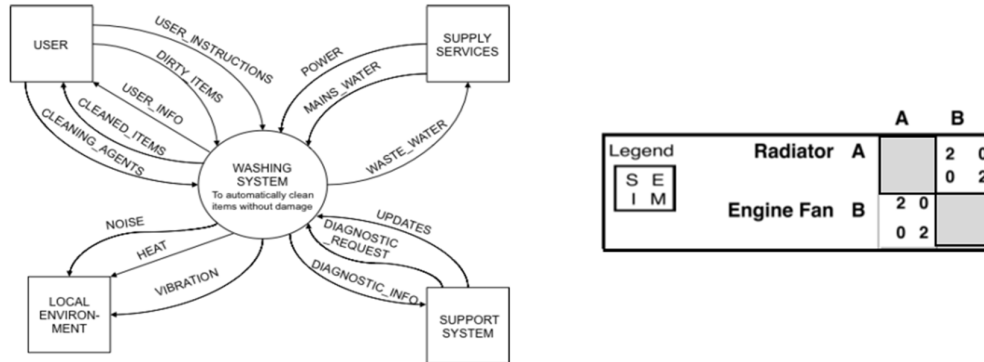 USER
USER_INSTRUCTIONS
DIRTY_ITEMS
USER_INFO
CLEANED_ITEMS
CLEANING_AGENTS
SUPPLY
SERVICES
POWER
MAINS_WATER
WASTE_WATER
WASHING
SYSTEM
To automatically clean
items without damage
NOISE
HEAT
VIBRATION
LOCAL
ENVIRON-
MENT
UPDATES
DIAGNOSTIC
_REQUEST
DIAGNOSTIC_INFO
SUPPORT
SYSTEM
A B
Legend
S E
I M
Radiator A
2 0
0 2
Engine Fan B
2 0
0 2